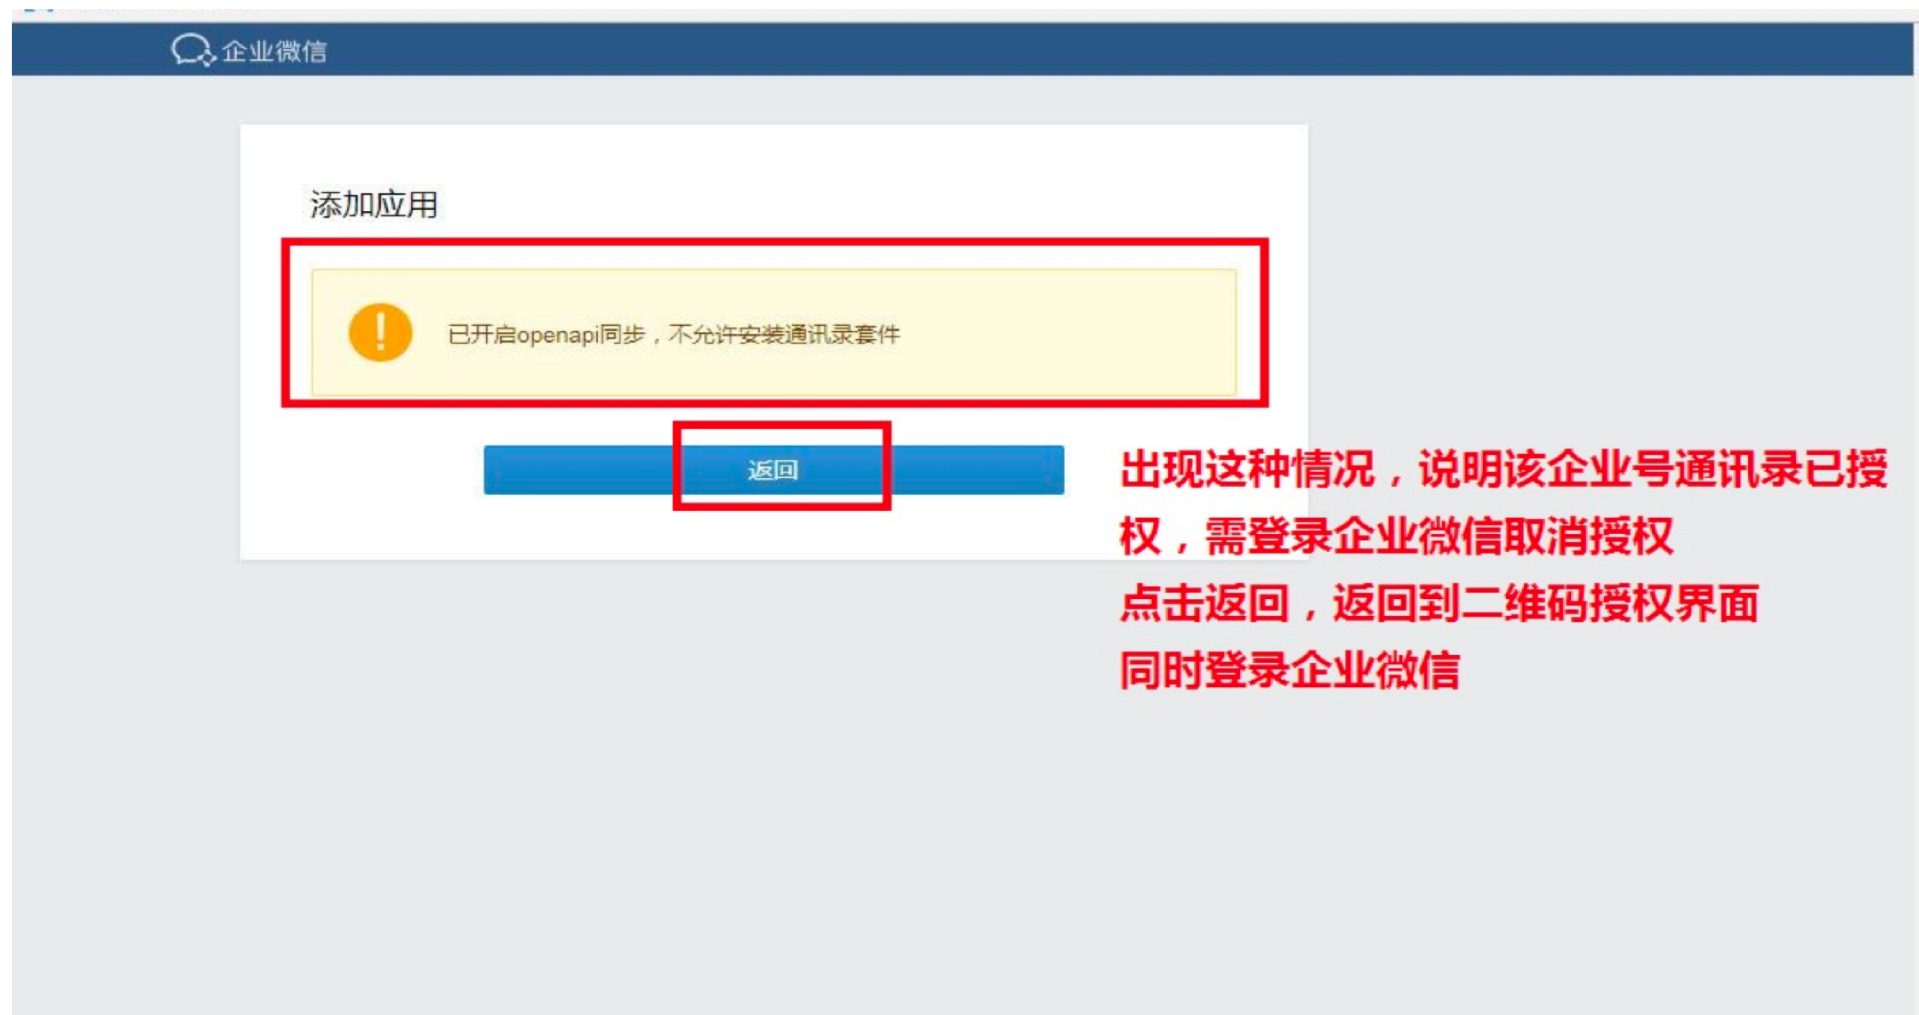 企业微信
添加应用
已开启openapi同步，不允许安装通讯录套件
返回
出现这种情况，说明该企业号通讯录已授
权，需登录企业微信取消授权
点击返回，返回到二维码授权界面
同时登录企业微信